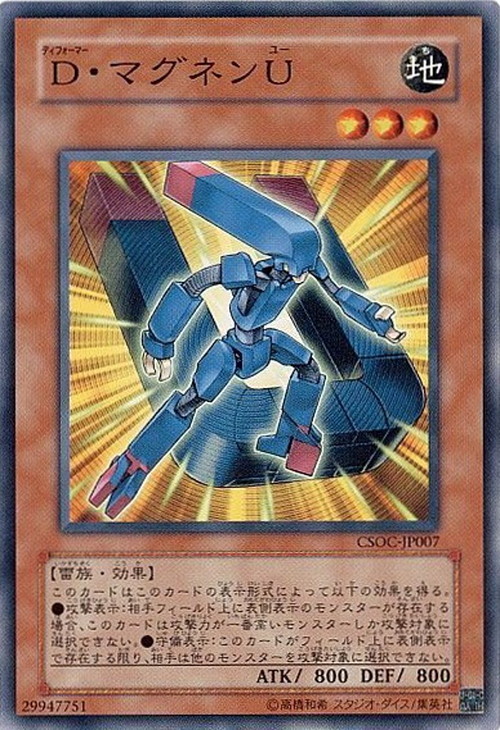 ディフォーマー ユー
D・マグネンU
地
CSOC-JP007
【雷族・効果】
このカードはこのカードの表示形式によって以下の効果を得る。
●攻撃表示:相手フィールド上に表側表示のモンスターが存在する
場合、このカードは攻撃力が一番高いモンスターしか攻撃対象に
選択できない。●守備表示:このカードがフィールド上に表側表示
で存在する限り、相手は他のモンスターを攻撃対象に選択できない。
ATK/ 800 DEF/ 800
29947751
©高橋和希 スタジオ・ダイス/集英社